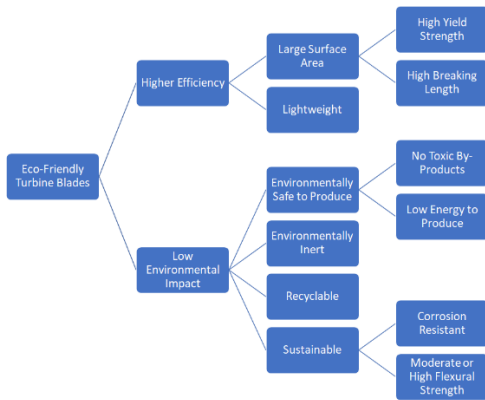 Eco-Friendly
Turbine Blades
Higher Efficiency
Large Surface
Area
High Yield
Strength
High Breaking
Length
Lightweight
Low
Environmental
Impact
Environmentally
Safe to Produce
No Toxic By-
Products
Low Energy to
Produce
Environmentally
Inert
Recyclable
Sustainable
Corrosion
Resistant
Moderate or
High Flexural
Strength